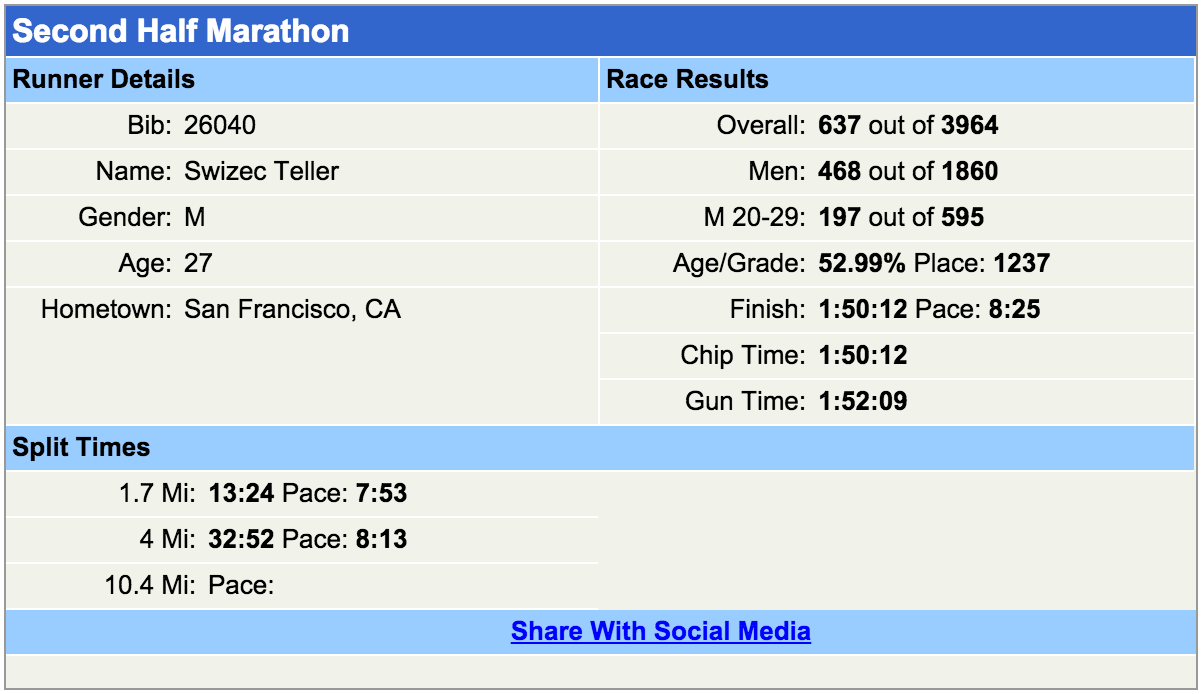 Second Half Marathon
Runner Details
Race Results
Bib: 26040
Overall: 637 out of 3964
Name: Swizec Teller
Men: 468 out of 1860
Gender: M
M 20-29: 197 out of 595
Age: 27
Age/Grade: 52.99% Place: 1237
Hometown: San Francisco, CA
Finish: 1:50:12 Pace: 8:25
Chip Time: 1:50:12
Gun Time: 1:52:09
Split Times
1.7 Mi: 13:24 Pace: 7:53
4 Mi: 32:52 Pace: 8:13
10.4 Mi: Pace:
Share With Social Media